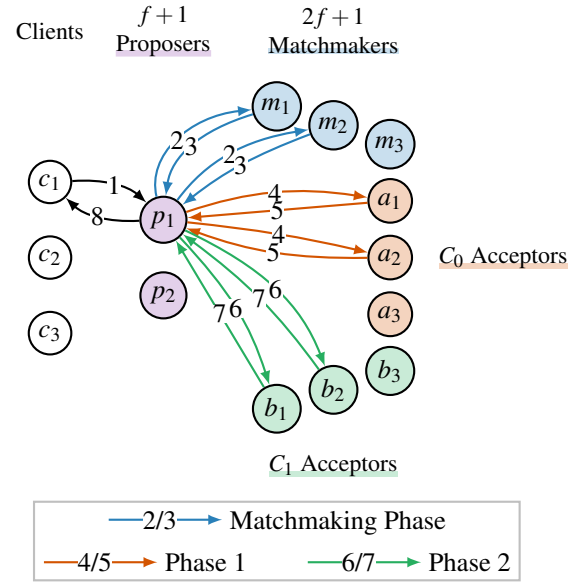 Clients
f + 1
Proposers
2f + 1
Matchmakers
m1
m2
m3
2
3
2
3
c1
1
8
p1
4
5
4
5
a1
a2
C0 Acceptors
c2
p2
a3
c3
7 6
7 6
b3
b2
b1
C1 Acceptors
2/3 Matchmaking Phase
4/5 Phase 1
6/7 Phase 2